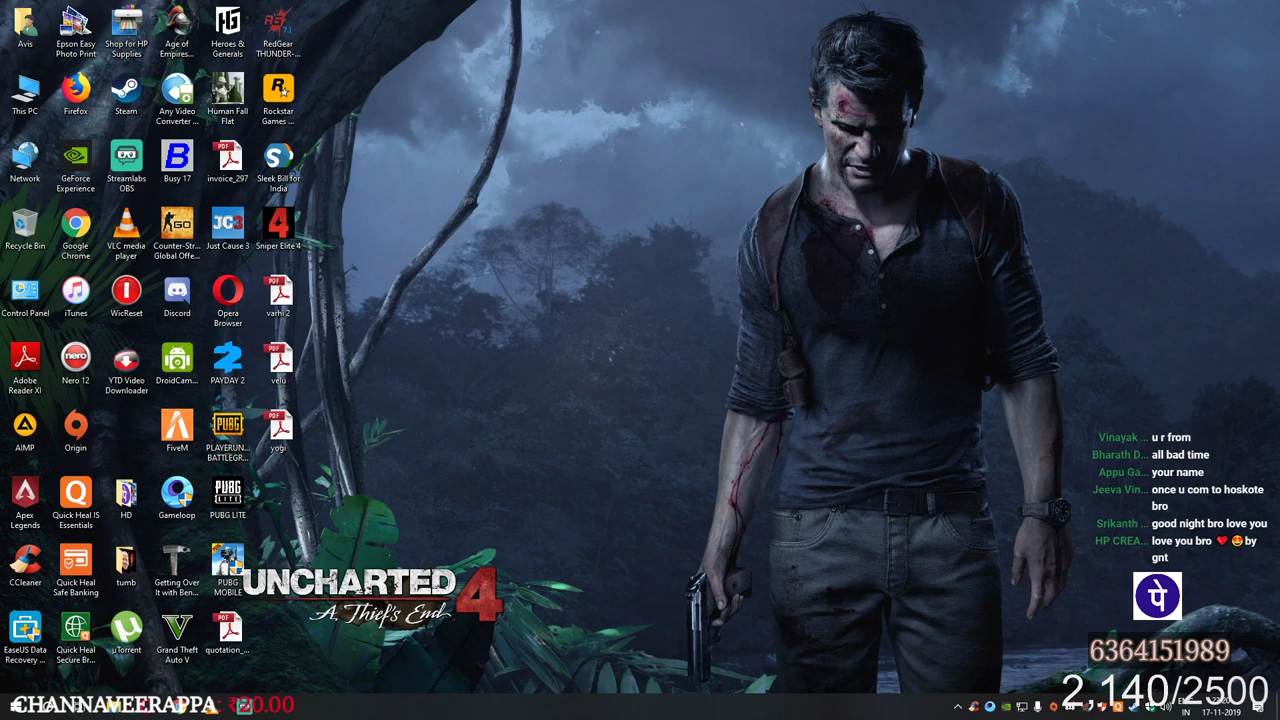 Avis
Epson Easy
Photo Print
Shop for HP
Supplies
Age of
Empires...
Heroes &
Generals
RedGear
THUNDER-...
This PC
Firefox
Steam
Any Video
Converter ...
Human Fall
Flat
Rockstar
Games ...
Network
GeForce
Experience
Streamlabs
OBS
Busy 17
invoice_297
Sleek Bill for
India
Recycle Bin
Google
Chrome
VLC media
player
Counter-Str...
Global Offe...
Just Cause 3
Sniper Elite 4
Control Panel
iTunes
WicReset
Discord
Opera
Browser
varhi 2
Adobe
Reader XI
Nero 12
YTD Video
Downloader
DroidCam...
PAYDAY 2
velu
AIMP
Origin
FiveM
PLAYERUN...
BATTLEGR...
yogi
Apex
Legends
Quick Heal IS
Essentials
HD
Gameloop
PUBG LITE
CCleaner
Quick Heal
Safe Banking
tumb
Getting Over
It with Ben...
PUBG
MOBILE
EaseUS Data
Recovery ...
Quick Heal
Secure Br...
µTorrent
Grand Theft
Auto V
quotation_...
UNCHARTED 4
A Thief's End
Vinayak ... u r from
Bharath D... all bad time
Appu Ga... your name
Jeeva Vin... once u com to hoskote
bro
Srikanth ... good night bro love you
HP CREA... love you bro ❤️ 😍 by
gnt
पे
6364151989
2,140/2500
CHANNAVEERAPPA: ₹20.00
IN
17-11-2019